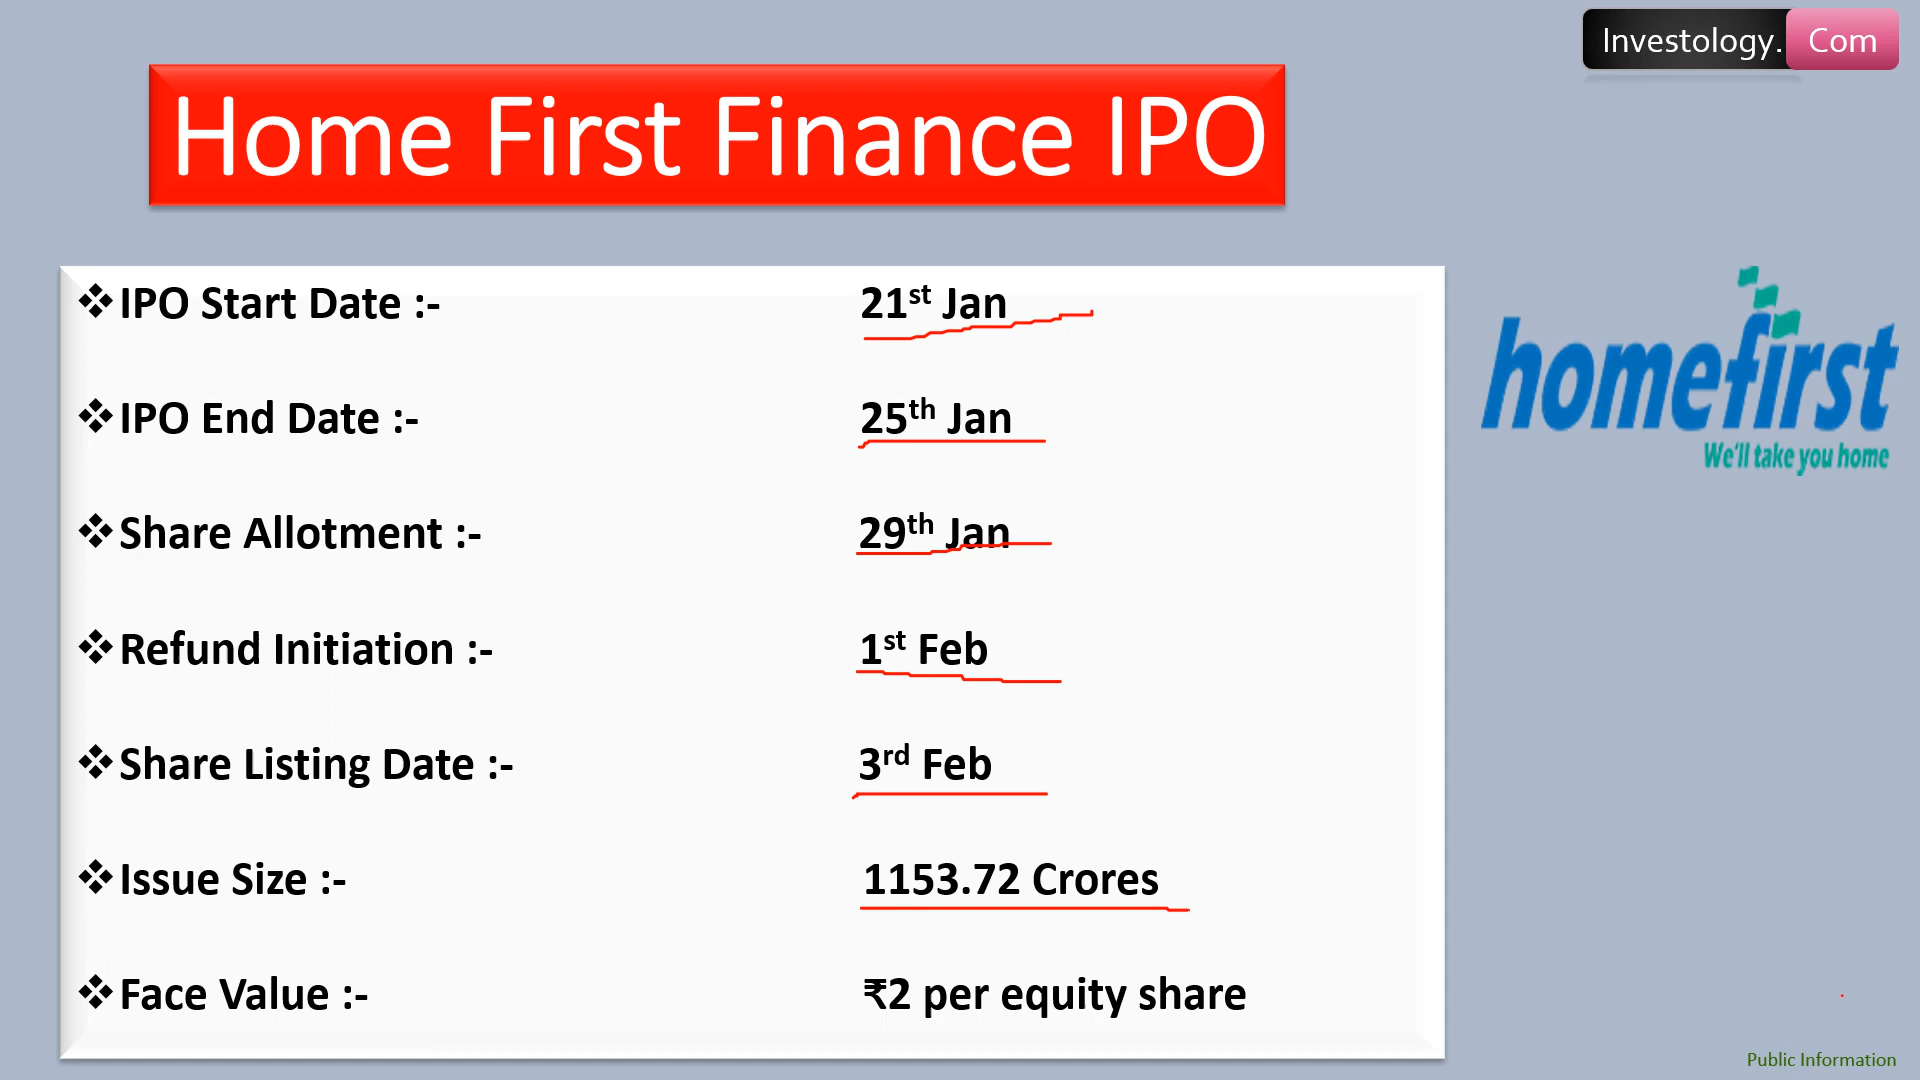 Investology. Com
Home First Finance IPO
❖IPO Start Date :- 21st Jan
❖IPO End Date :- 25th Jan
❖Share Allotment :- 29th Jan
❖Refund Initiation :- 1st Feb
❖Share Listing Date :- 3rd Feb
❖Issue Size :- 1153.72 Crores
❖Face Value :- ₹2 per equity share
homefirst
We'll take you home
Public Information